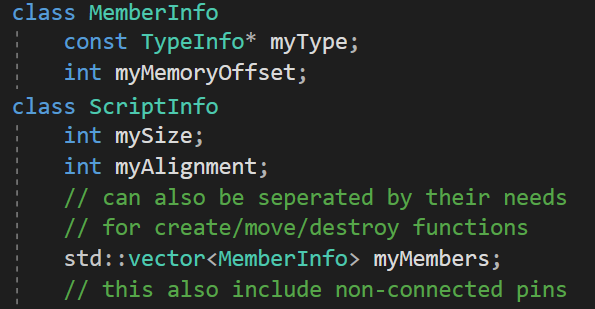 class MemberInfo
const TypeInfo* myType;
int myMemoryOffset;
class ScriptInfo
int mySize;
int myAlignment;
// can also be seperated by their needs
// for create/move/destroy functions
std::vector<MemberInfo> myMembers;
// this also include non-connected pins